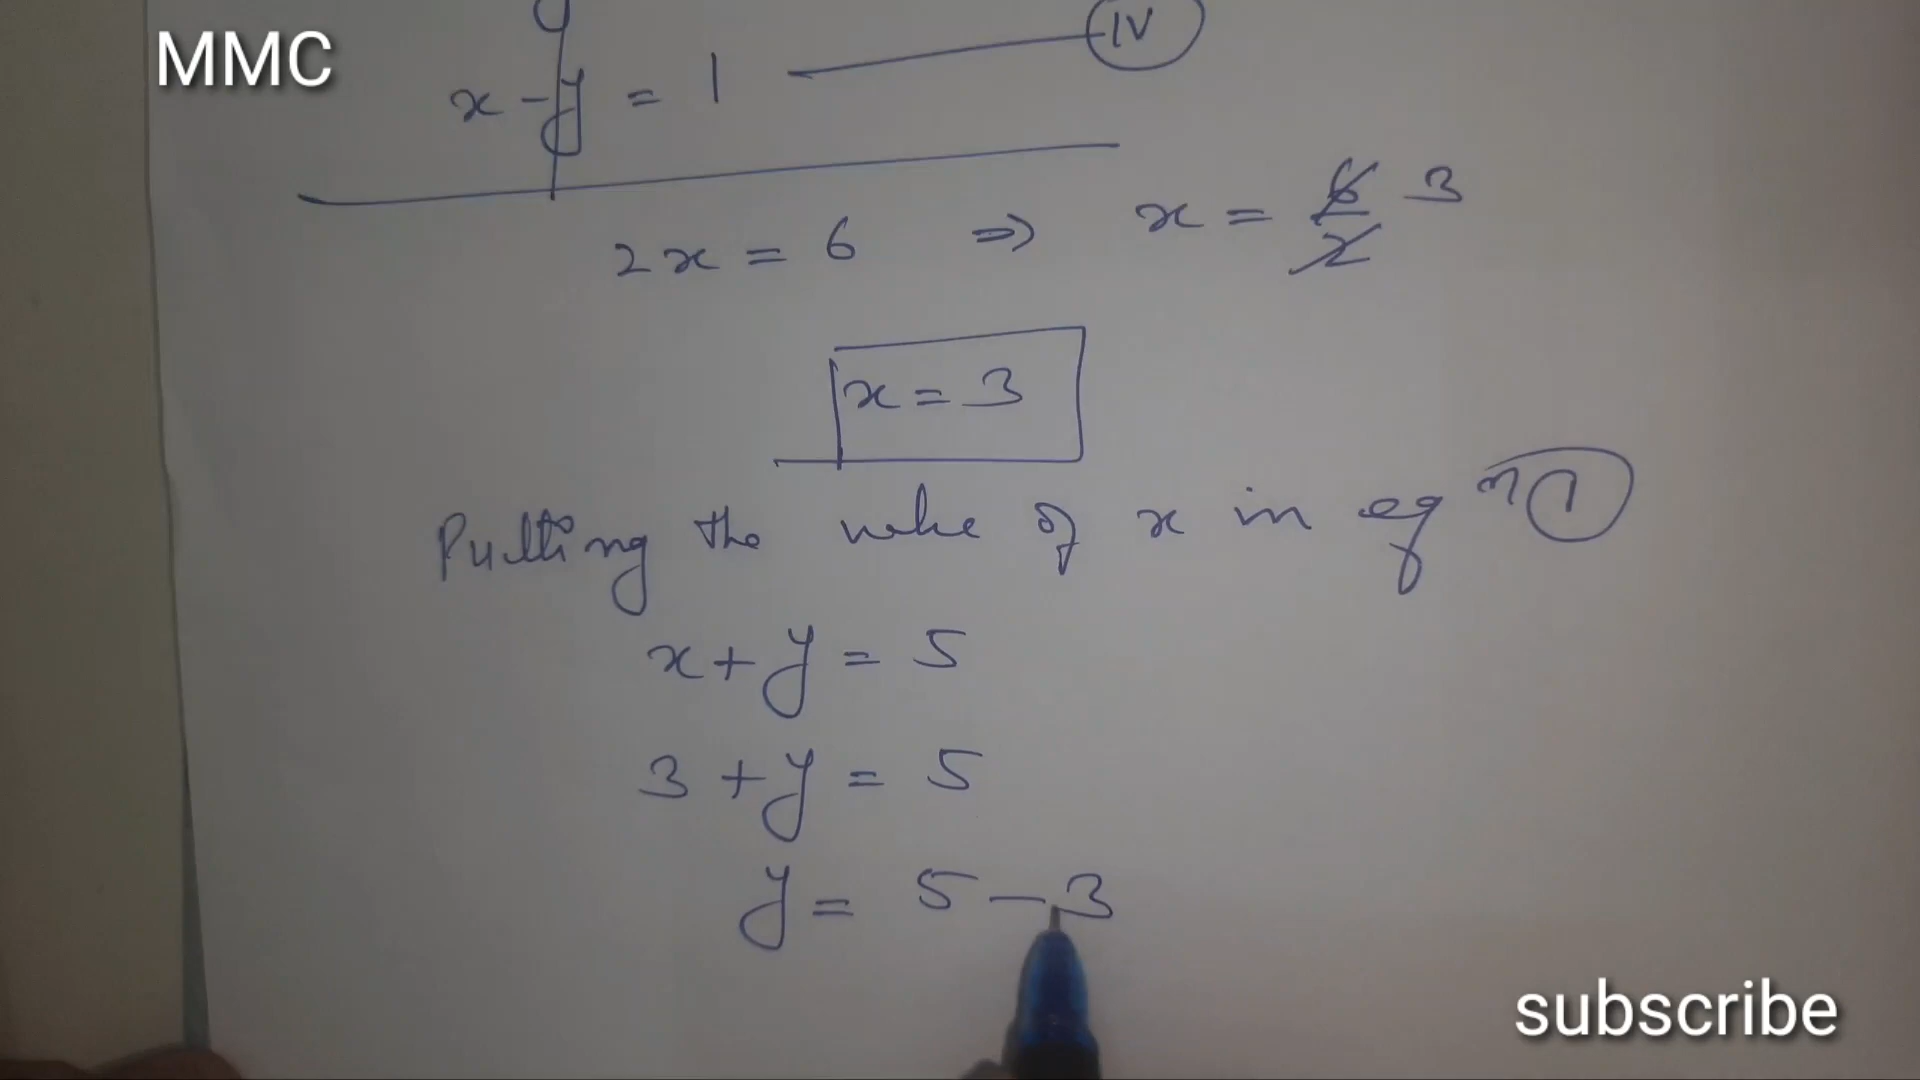 MMC
x - y = 1 IV
2x = 6 ⇒ x = 6/2 3
x = 3
Putting the value of x in eqⁿ 1
x + y = 5
3 + y = 5
y = 5 - 3
subscribe